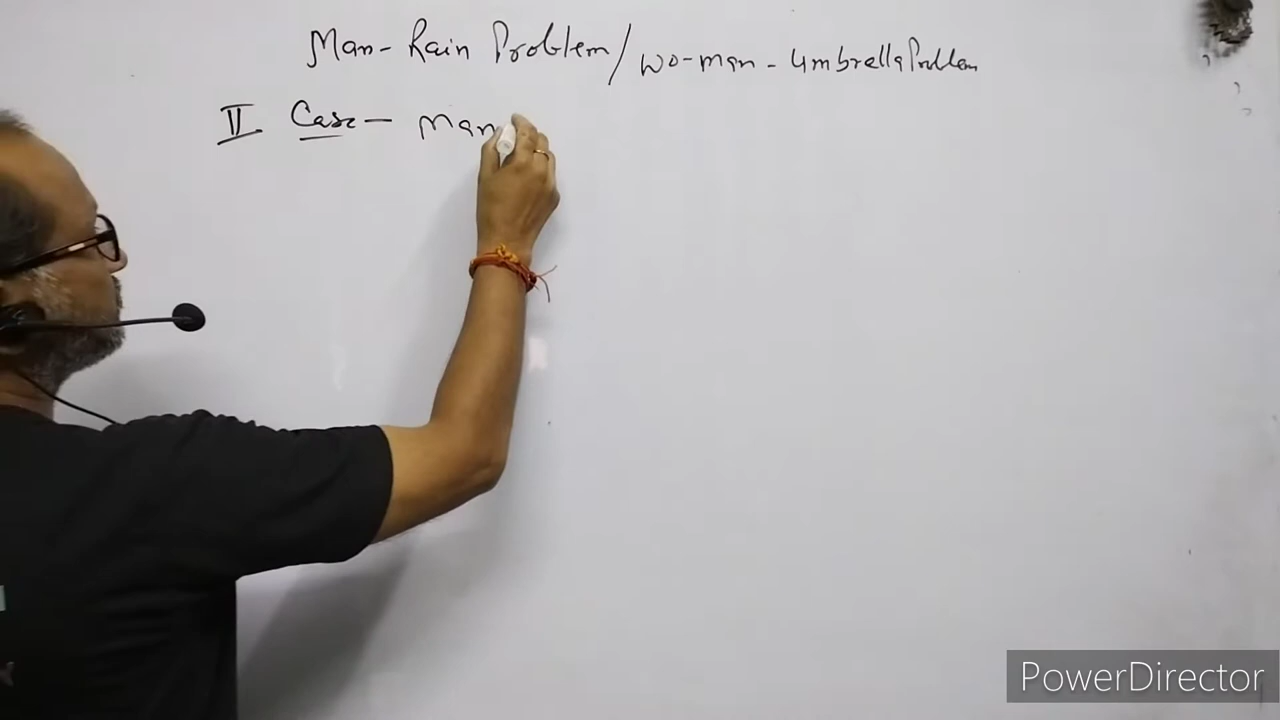 Man-Rain Problem/Wo-man-Umbrella Problem
II Case- Man
PowerDirector